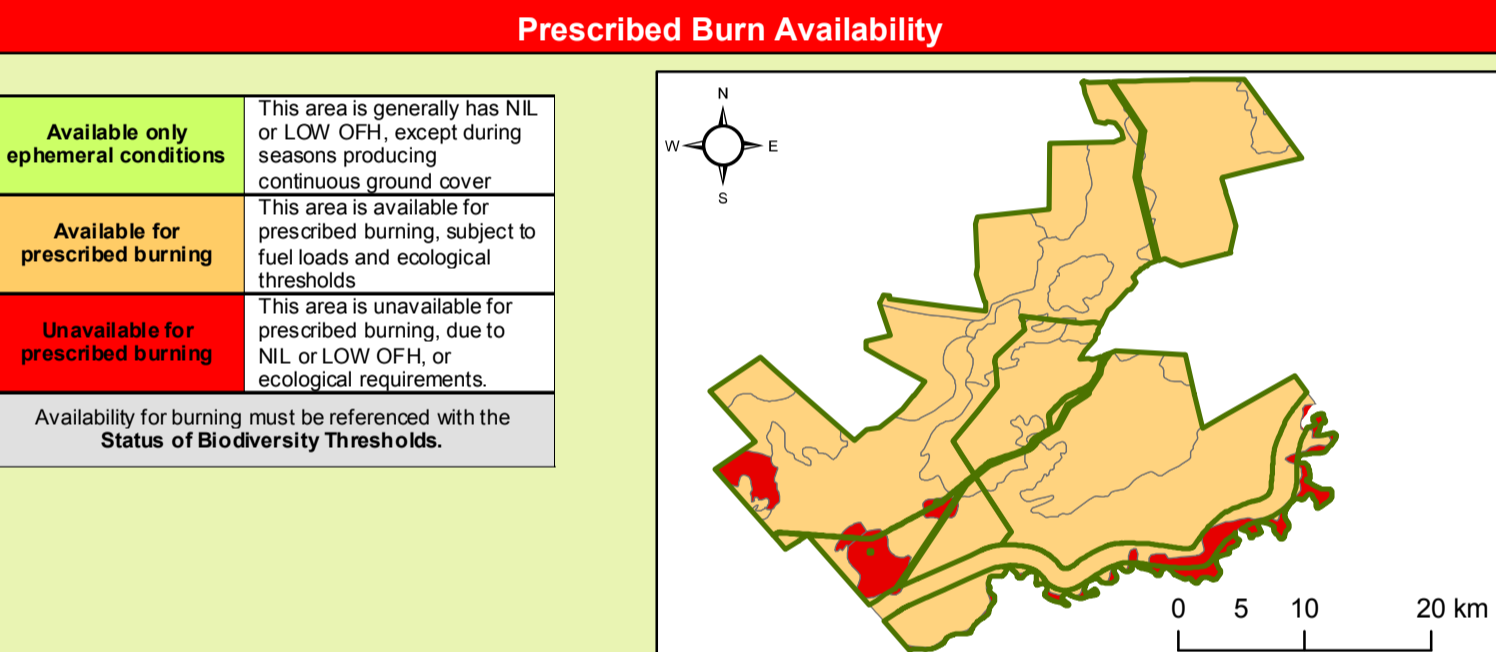 Prescribed Burn Availability
Available only
ephemeral conditions
This area is generally has NIL
or LOW OFH, except during
seasons producing
continuous ground cover
Available for
prescribed burning
This area is available for
prescribed burning, subject to
fuel loads and ecological
thresholds
Unavailable for
prescribed burning
This area is unavailable for
prescribed burning, due to
NIL or LOW OFH, or
ecological requirements.
Availability for burning must be referenced with the
Status of Biodiversity Thresholds.
N
W E
S
0 5 10 20 km